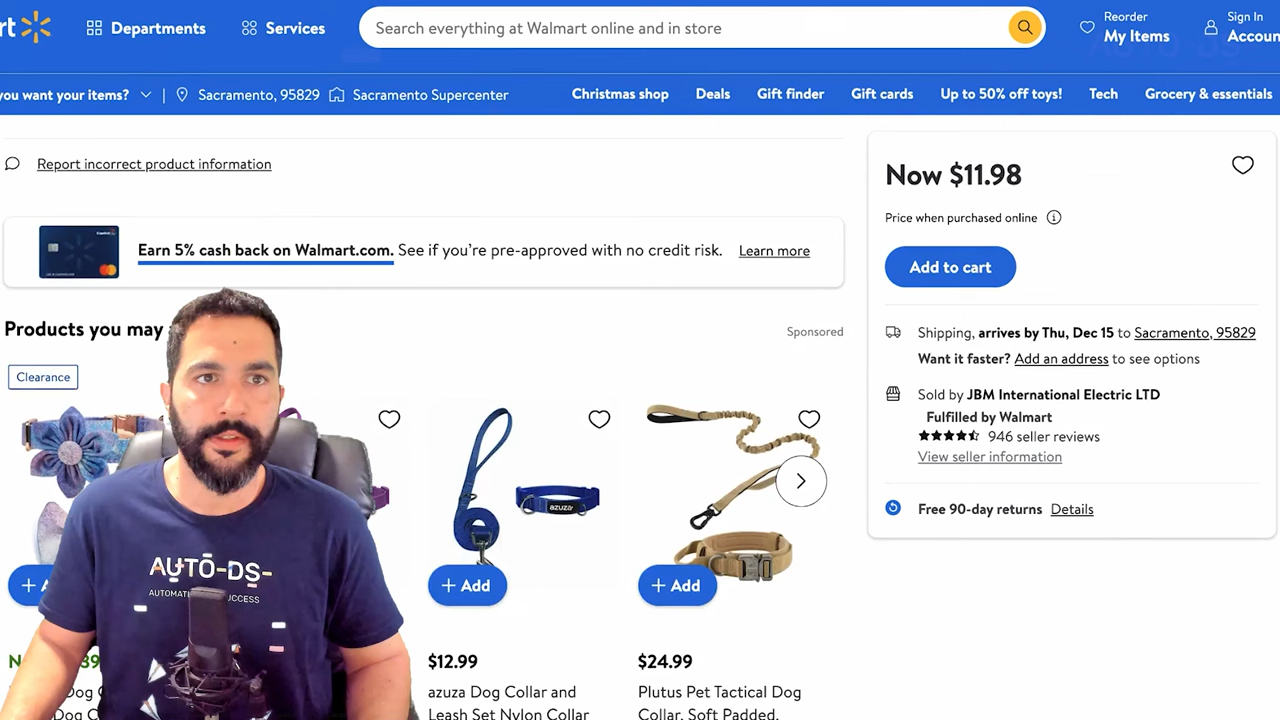 rt
Departments
Services
Search everything at Walmart online and in store
Reorder
My Items
Sign In
Accoun
you want your items?
Sacramento, 95829
Sacramento Supercenter
Christmas shop
Deals
Gift finder
Gift cards
Up to 50% off toys!
Tech
Grocery & essentials
Report incorrect product information
Earn 5% cash back on Walmart.com. See if you're pre-approved with no credit risk. Learn more
Products you may
Sponsored
Clearance
+ Add
+ Add
$12.99
azuza Dog Collar and
Leash Set Nylon Collar
$24.99
Plutus Pet Tactical Dog
Collar, Soft Padded,
AUTO-DS
Now $11.98
Price when purchased online
Add to cart
Shipping, arrives by Thu, Dec 15 to Sacramento, 95829
Want it faster? Add an address to see options
Sold by JBM International Electric LTD
Fulfilled by Walmart
946 seller reviews
View seller information
Free 90-day returns Details